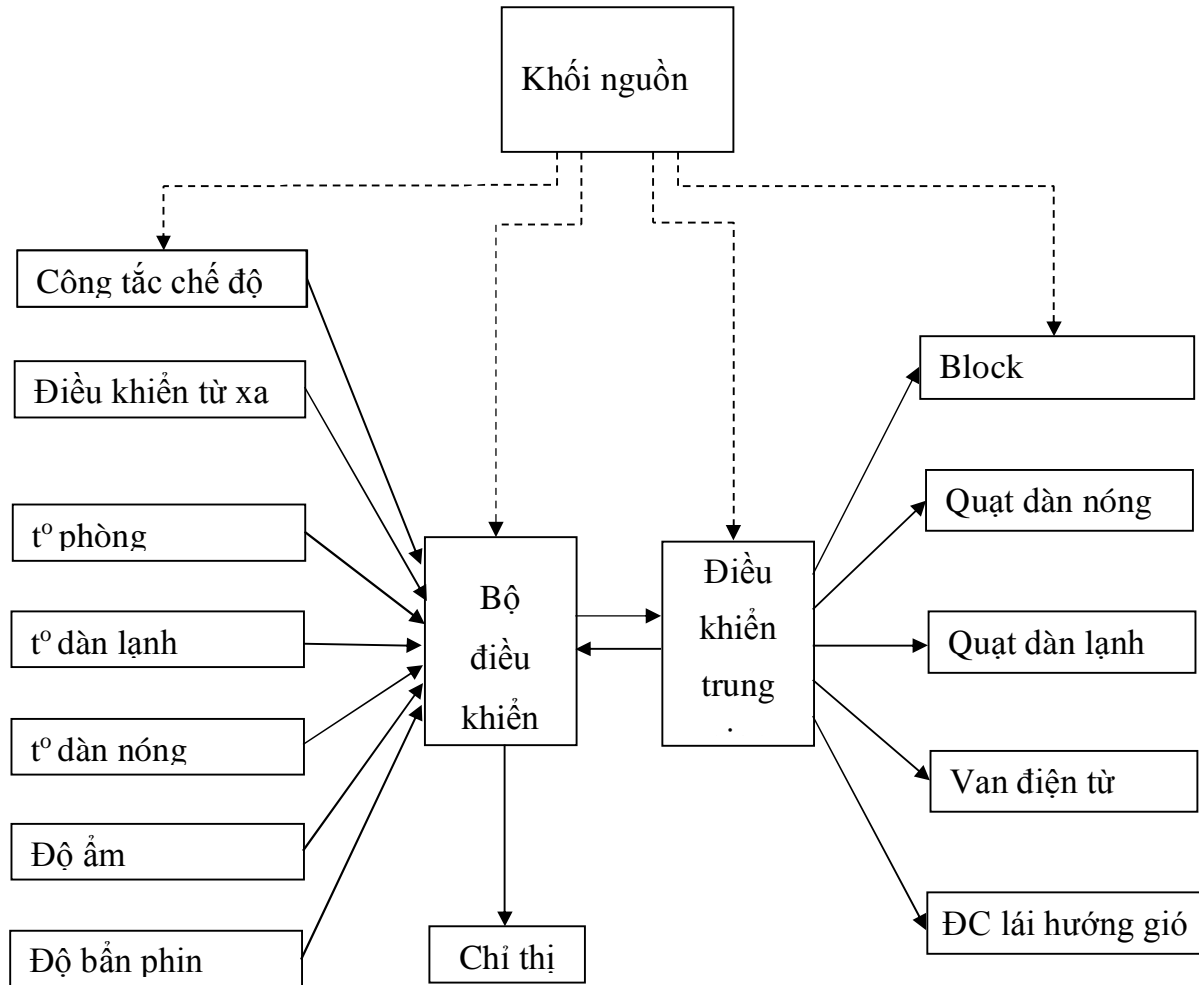 Khối nguồn
Công tắc chế độ
Điều khiển từ xa
tº phòng
tº dàn lạnh
tº dàn nóng
Độ ẩm
Độ bẩn phin
Bộ
điều
khiển
Chỉ thị
Điều
khiển
trung
.
Block
Quạt dàn nóng
Quạt dàn lạnh
Van điện từ
ĐC lái hướng gió